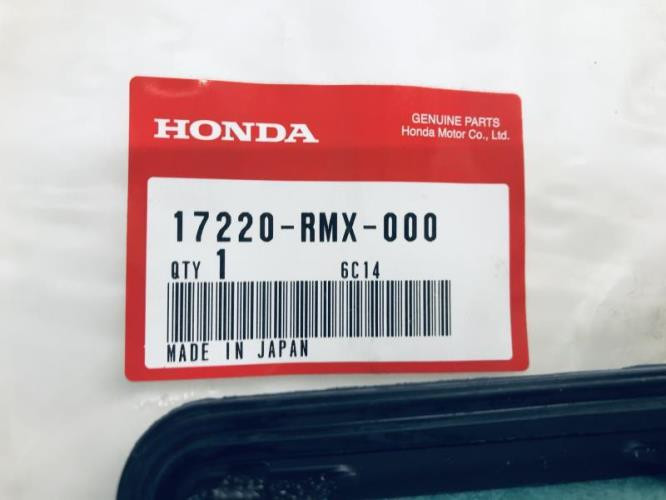 HONDA
GENUINE PARTS
Honda Motor Co., Ltd.
17220-RMX-000
QTY 1 6C14
MADE IN JAPAN